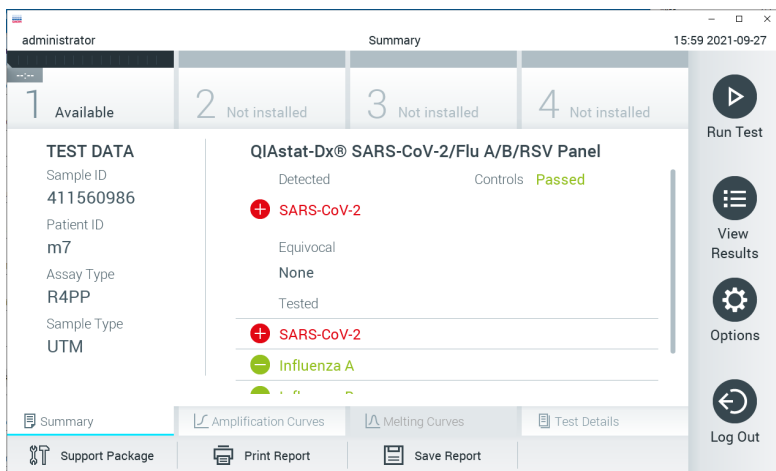 administrator
Summary
15:59 2021-09-27
--:--
1 Available
2 Not installed
3 Not installed
4 Not installed
Run Test
View
Results
Options
Log Out
TEST DATA
Sample ID
411560986
Patient ID
m7
Assay Type
R4PP
Sample Type
UTM
QIAstat-Dx® SARS-CoV-2/Flu A/B/RSV Panel
Detected
Controls Passed
SARS-CoV-2
Equivocal
None
Tested
SARS-CoV-2
Influenza A
Summary
Amplification Curves
Melting Curves
Test Details
Support Package
Print Report
Save Report